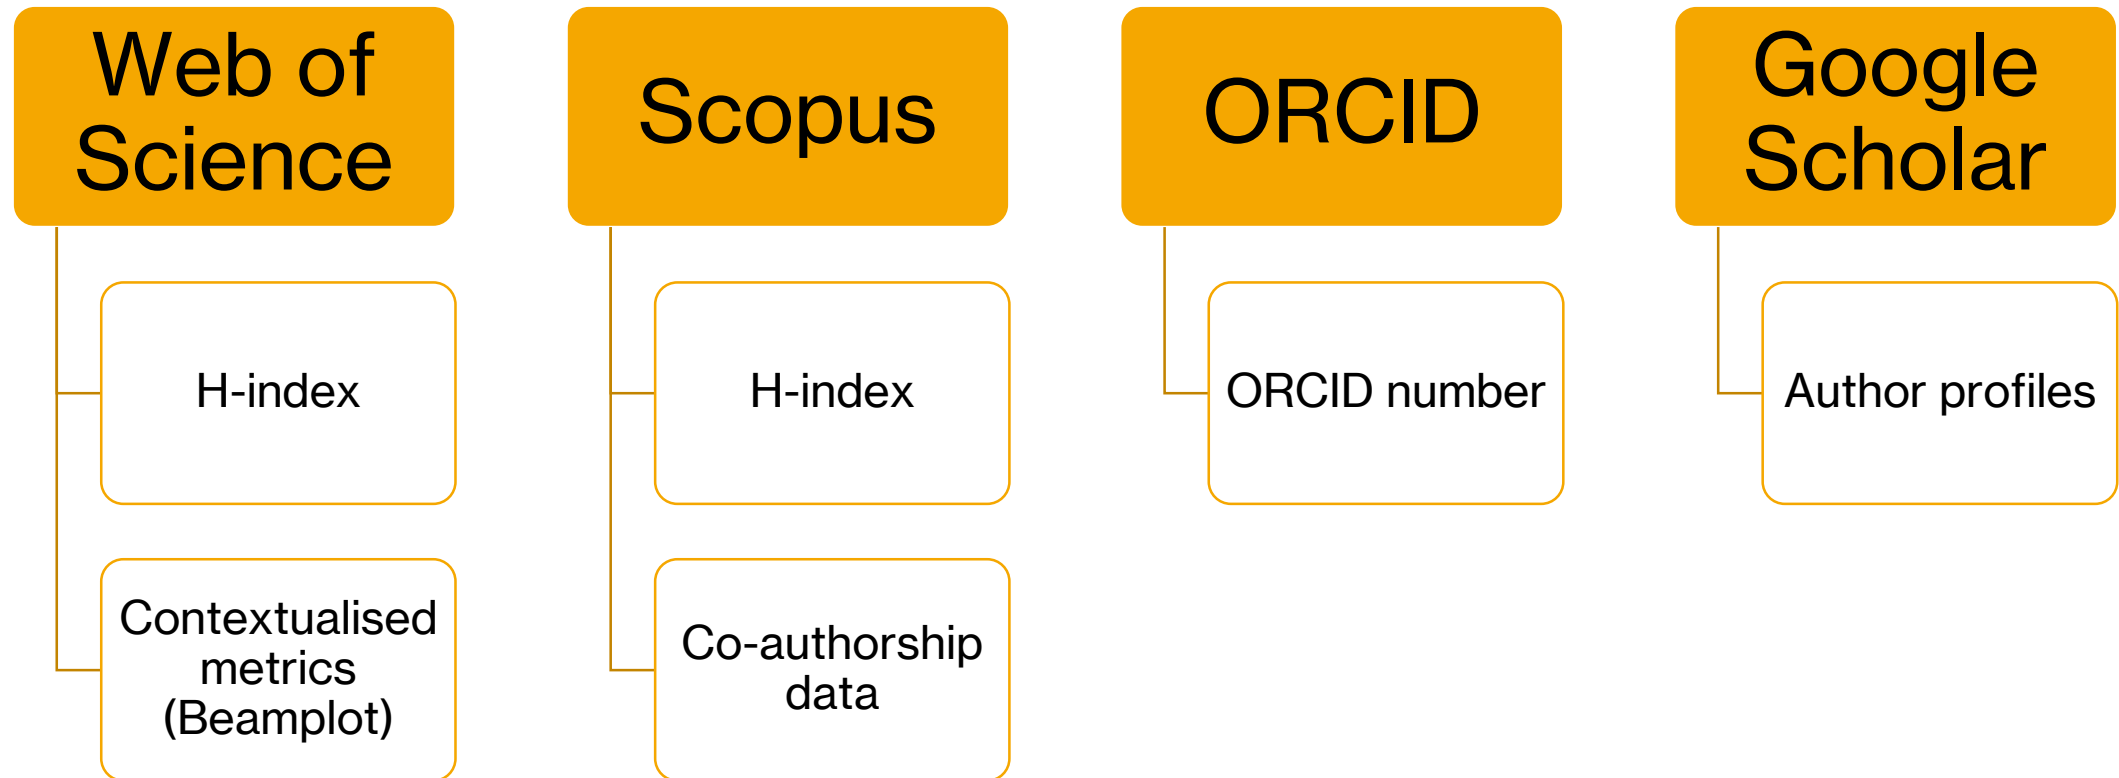 Web of
Science
H-index
Contextualised
metrics
(Beamplot)
Scopus
H-index
Co-authorship
data
ORCID
ORCID number
Google
Scholar
Author profiles